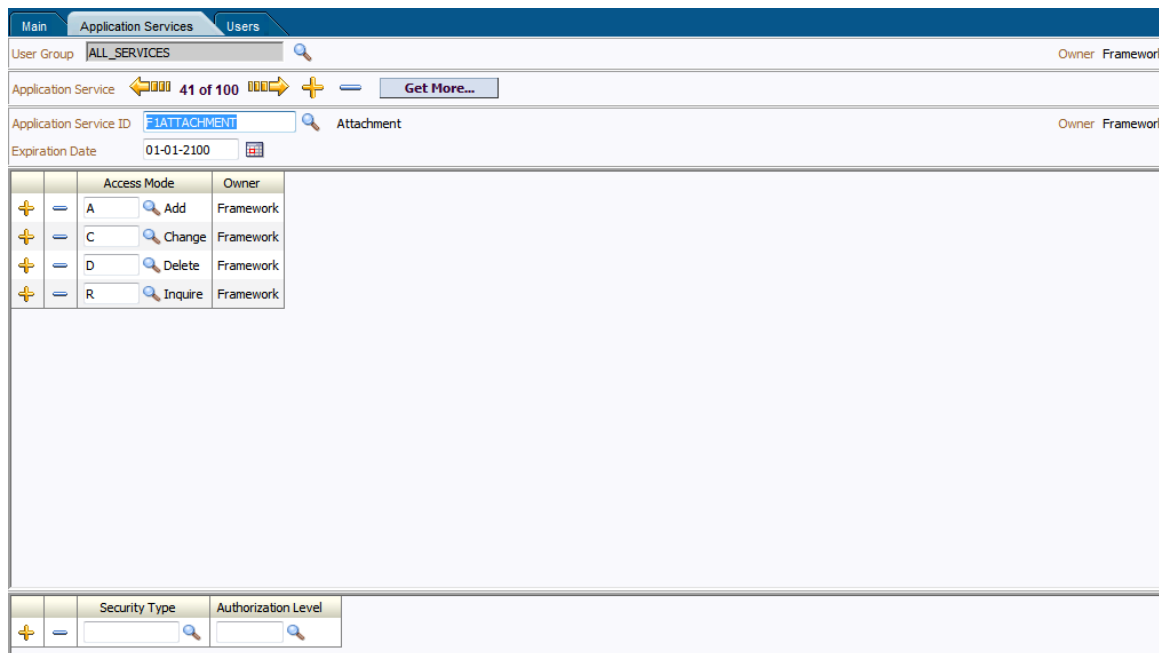 Main Application Services Users
User Group ALL_SERVICES Owner Framework
Application Service 41 of 100 Get More...
Application Service ID F1ATTACHMENT Attachment Owner Framework
Expiration Date 01-01-2100
Access Mode Owner
A Add Framework
C Change Framework
D Delete Framework
R Inquire Framework
Security Type Authorization Level